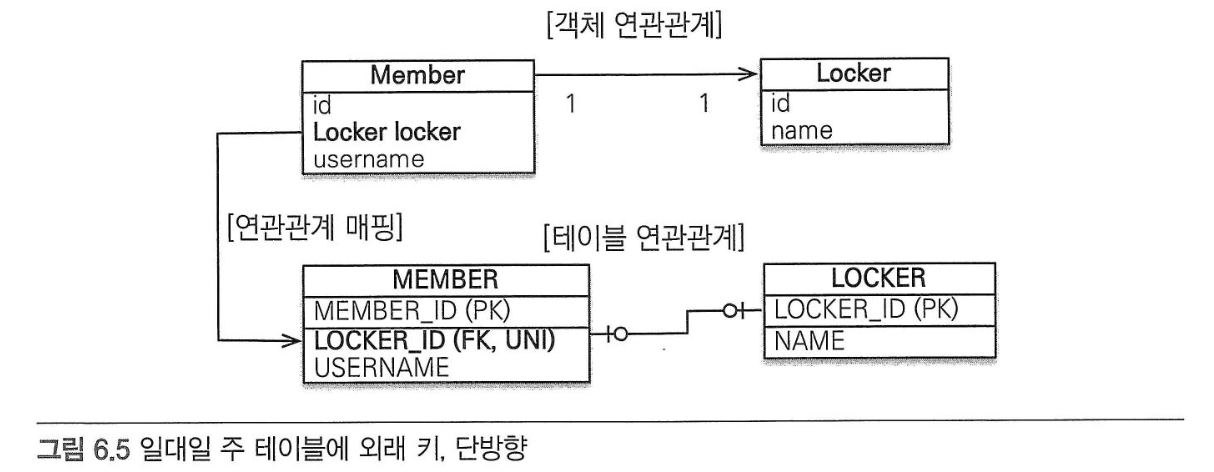 [객체 연관관계]
Member
id
Locker locker
username
1 1
Locker
id
name
[연관관계 매핑]
[테이블 연관관계]
MEMBER
MEMBER_ID (PK)
LOCKER_ID (FK, UNI)
USERNAME
LOCKER
LOCKER_ID (PK)
NAME
그림 6.5 일대일 주 테이블에 외래 키, 단방향